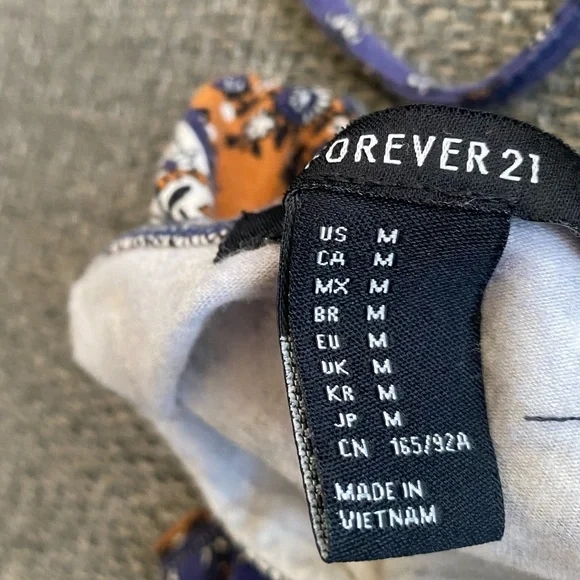 FOREVER 21
US M
CA M
MX M
BR M
EU M
UK M
KR M
JP M
CN 165/92A
MADE IN
VIETNAM